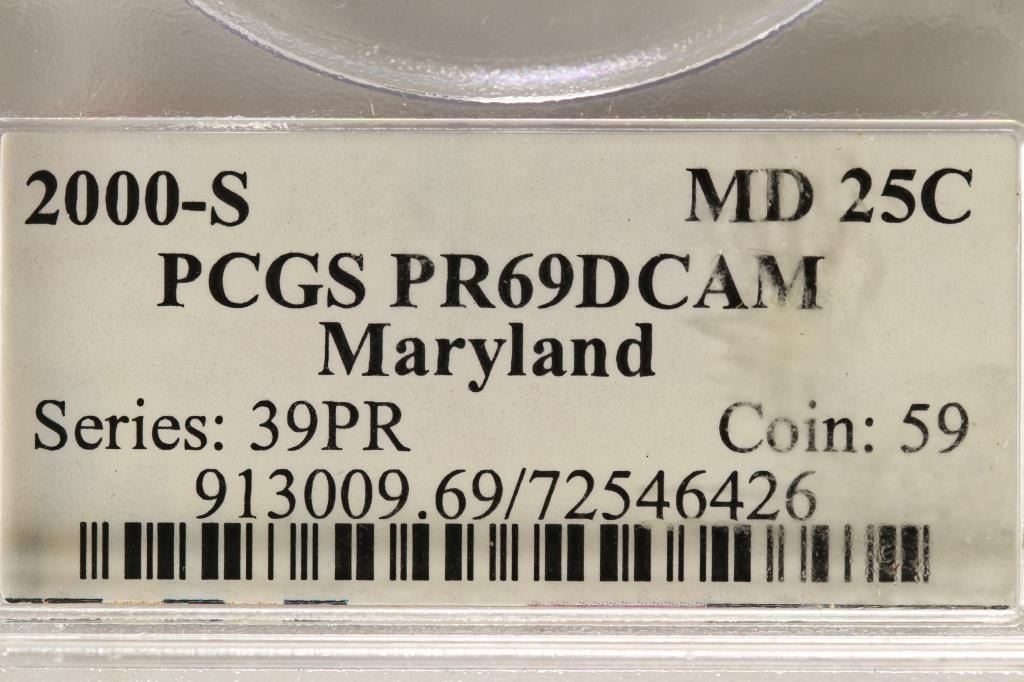 2000-S MD 25C
PCGS PR69DCAM
Maryland
Series: 39PR Coin: 59
913009.69/72546426